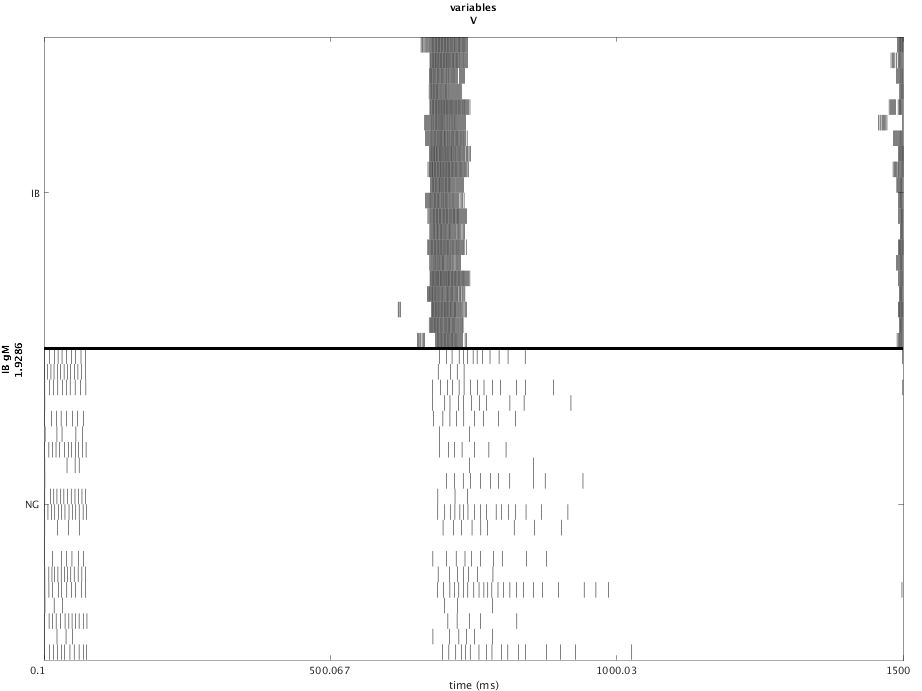 variables
V
IB
IB gM
1.9286
NG
0.1
500.067
1000.03
1500
time (ms)